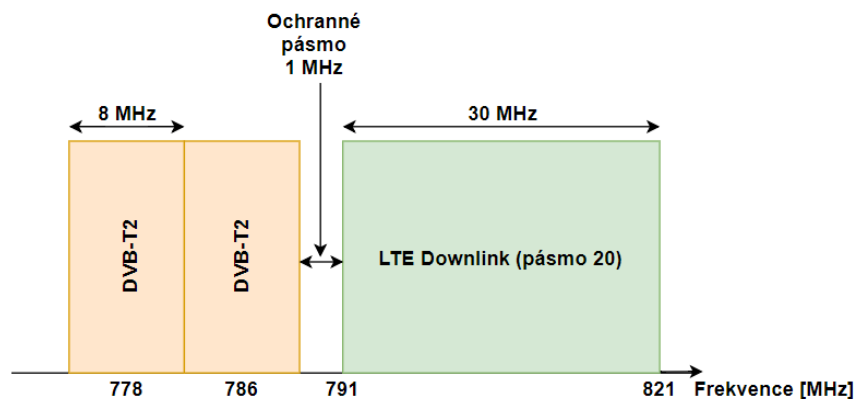 Ochranné
pásmo
1 MHz
8 MHz
30 MHz
DVB-T2
DVB-T2
LTE Downlink (pásmo 20)
778
786
791
821
Frekvence [MHz]